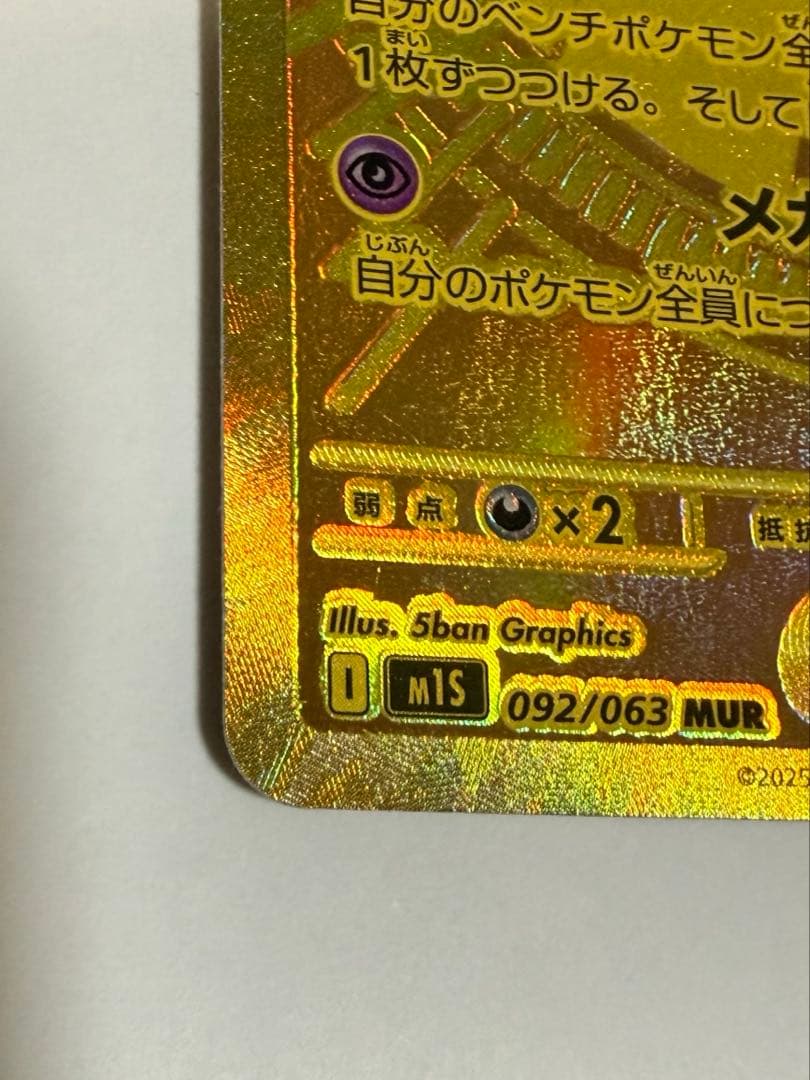 自分のベンチポケモン全
1枚ずつつける。そして
メガ
自分のポケモン全員につ
弱点 ×2 抵抗
Illus. 5ban Graphics
I M1S 092/063 MUR
©2025